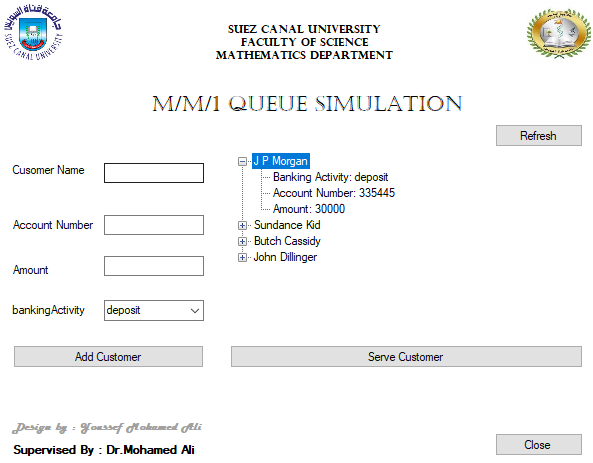 جامعة قناة السويس
SUEZ CANAL UNIVERSITY
SUEZ CANAL UNIVERSITY
FACULTY OF SCIENCE
MATHEMATICS DEPARTMENT
M/M/1 QUEUE SIMULATION
Refresh
Cusomer Name
Account Number
Amount
bankingActivity
deposit
Add Customer
J P Morgan
Banking Activity: deposit
Account Number: 335445
Amount: 30000
Sundance Kid
Butch Cassidy
John Dillinger
Serve Customer
Design by : Youssef Mohamed Ali
Supervised By : Dr.Mohamed Ali
Close